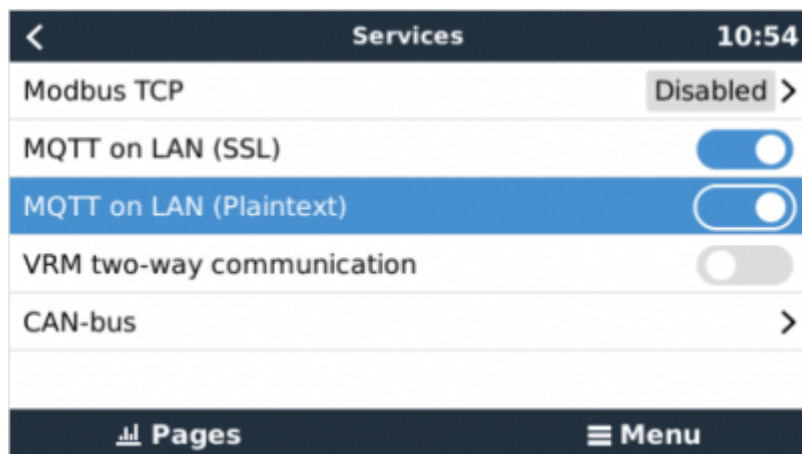 Services 10:54
Modbus TCP Disabled
MQTT on LAN (SSL)
MQTT on LAN (Plaintext)
VRM two-way communication
CAN-bus
Pages Menu